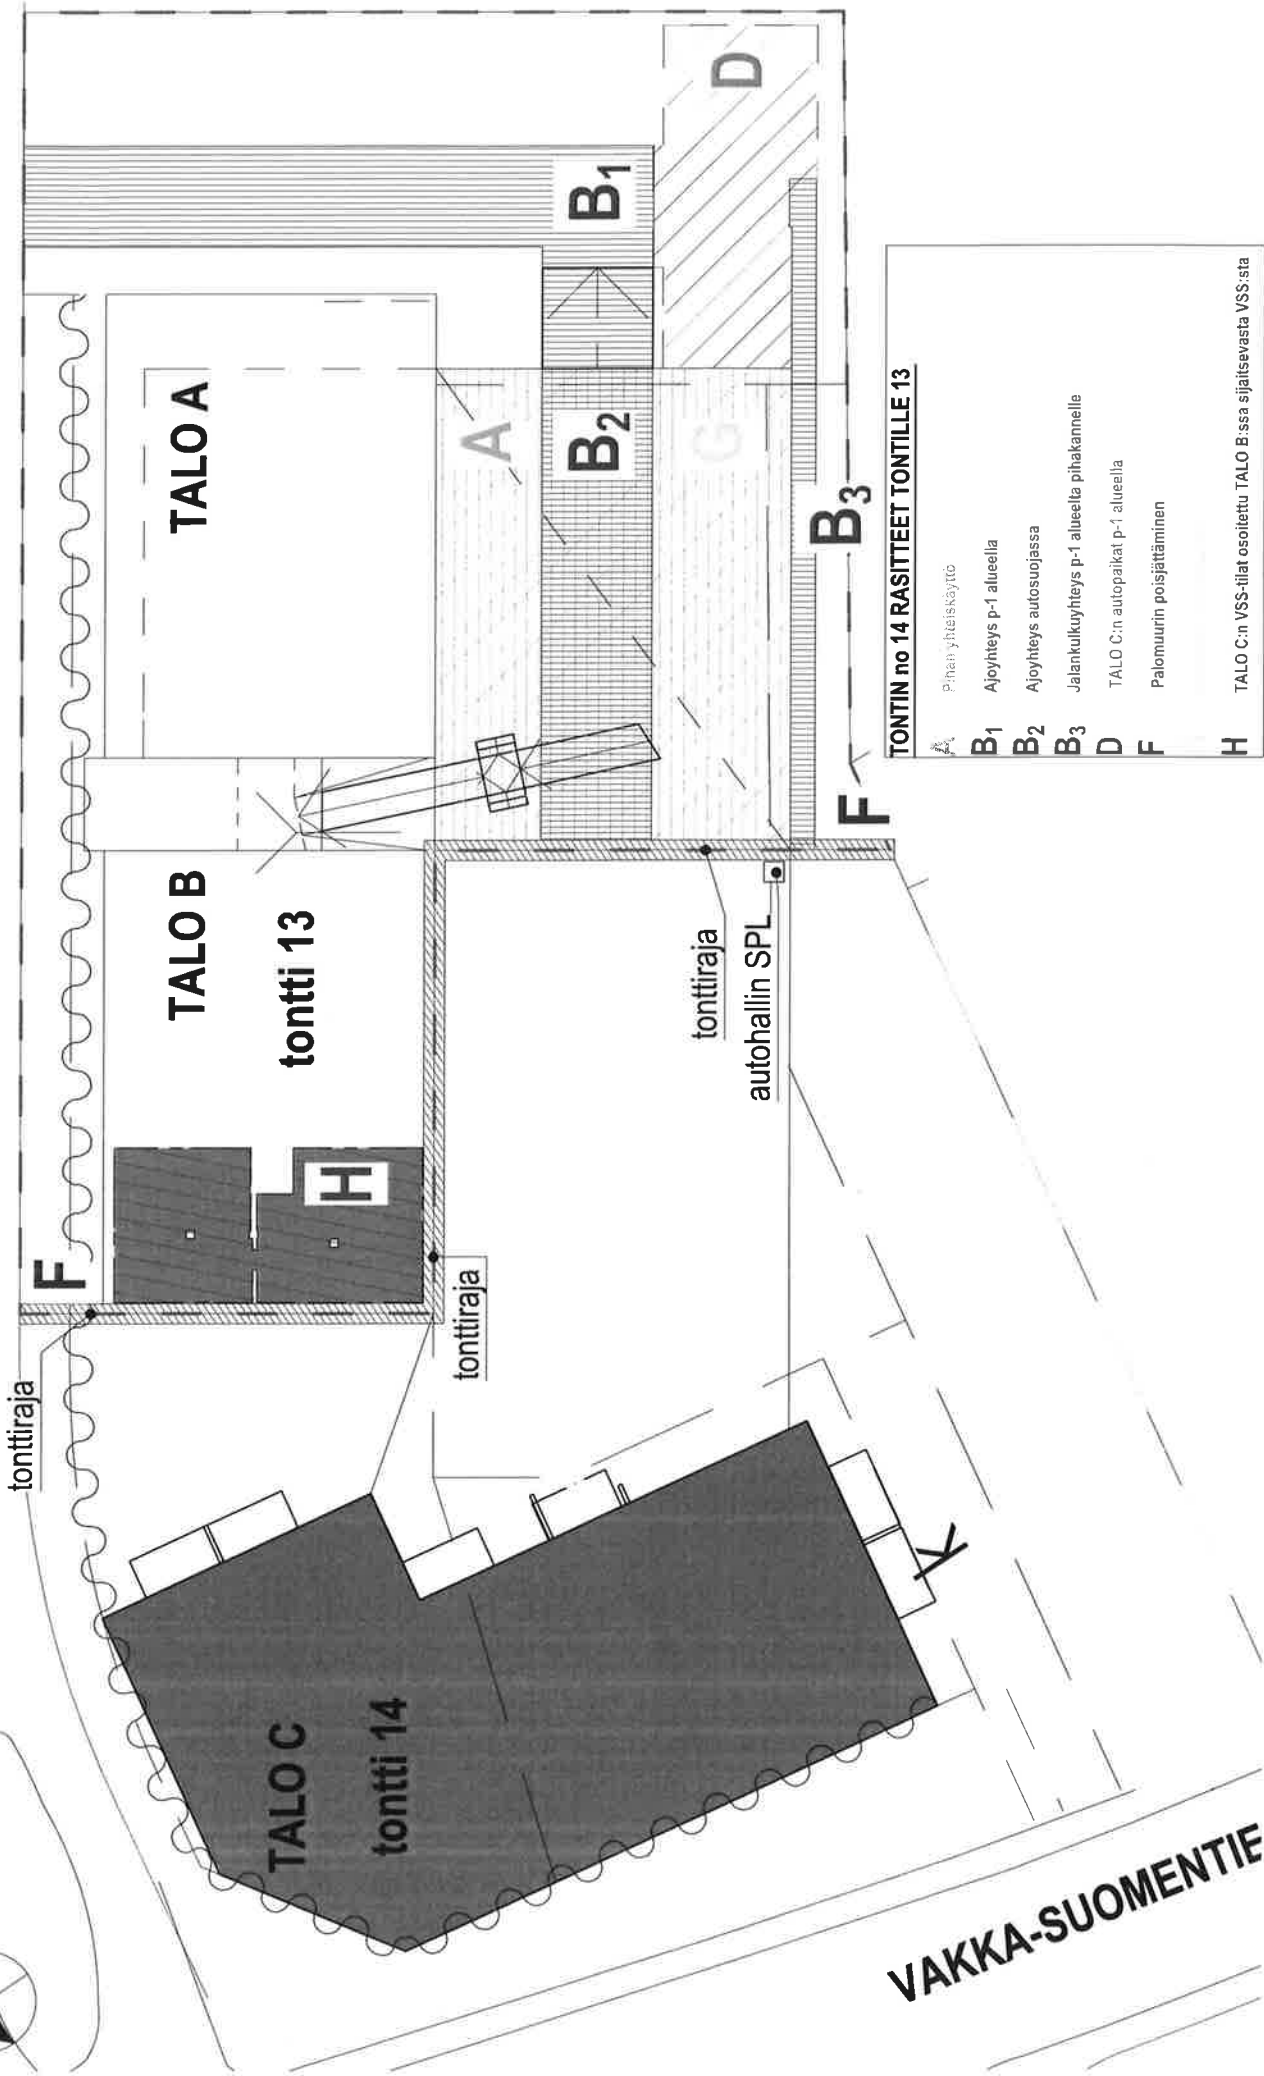 tonttiraja
F
TALO A
TALO B
tontti 13
H
tonttiraja
B1
D
A
B2
G
B3
F
tonttiraja
autohallin SPL
TALO C
tontti 14
K
VAKKA-SUOMENTIE
TONTIN no 14 RASITTEET TONTILLE 13
A Pihan yhteiskäyttö
B1 Ajoyhteys p-1 alueella
B2 Ajoyhteys autosuojassa
B3 Jalankulkuyhteys p-1 alueelta pihakannelle
D TALO C:n autopaikat p-1 alueella
F Palomuurin poisjättäminen
H TALO C:n VSS-tilat osoitettu TALO B:ssa sijaitsevasta VSS:sta